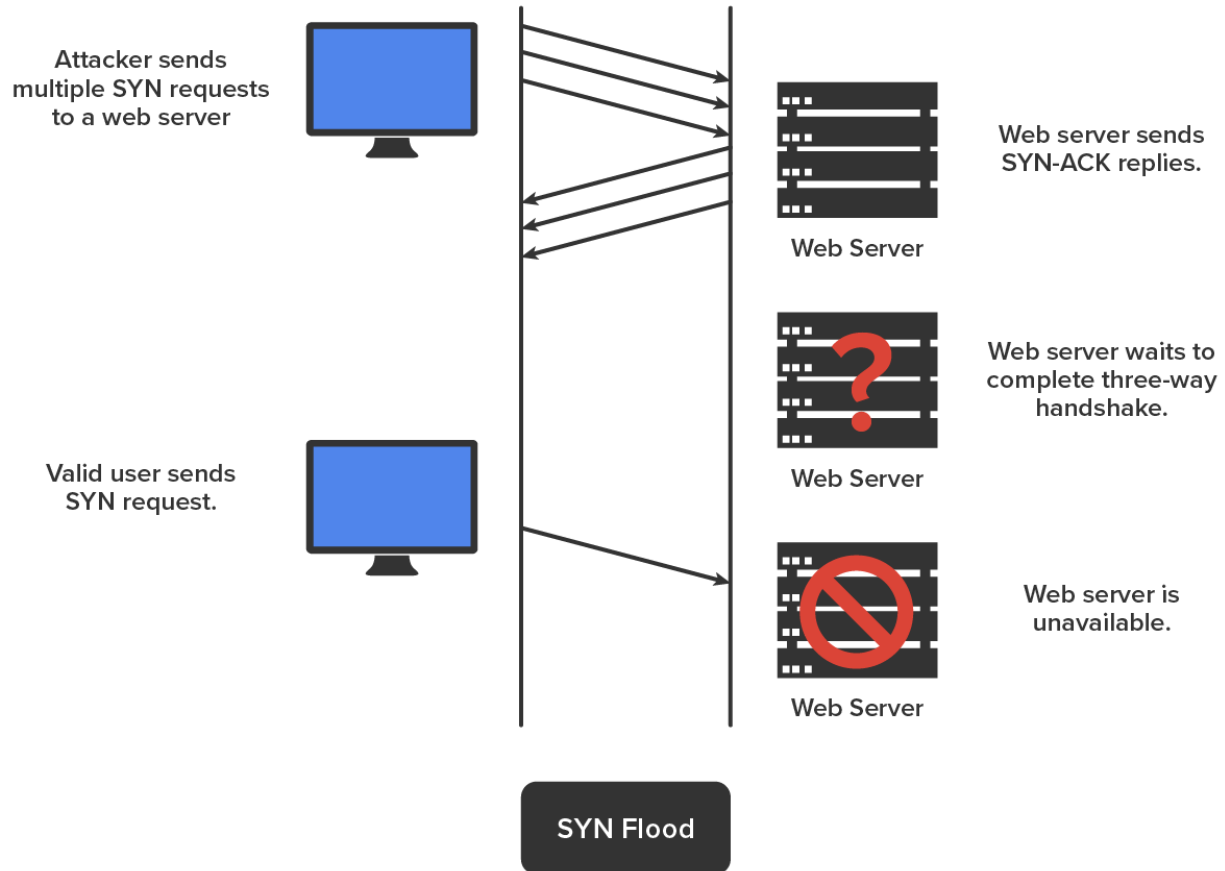 Attacker sends
multiple SYN requests
to a web server
Web server sends
SYN-ACK replies.
Web Server
Web server waits to
complete three-way
handshake.
Web Server
Valid user sends
SYN request.
Web server is
unavailable.
Web Server
SYN Flood